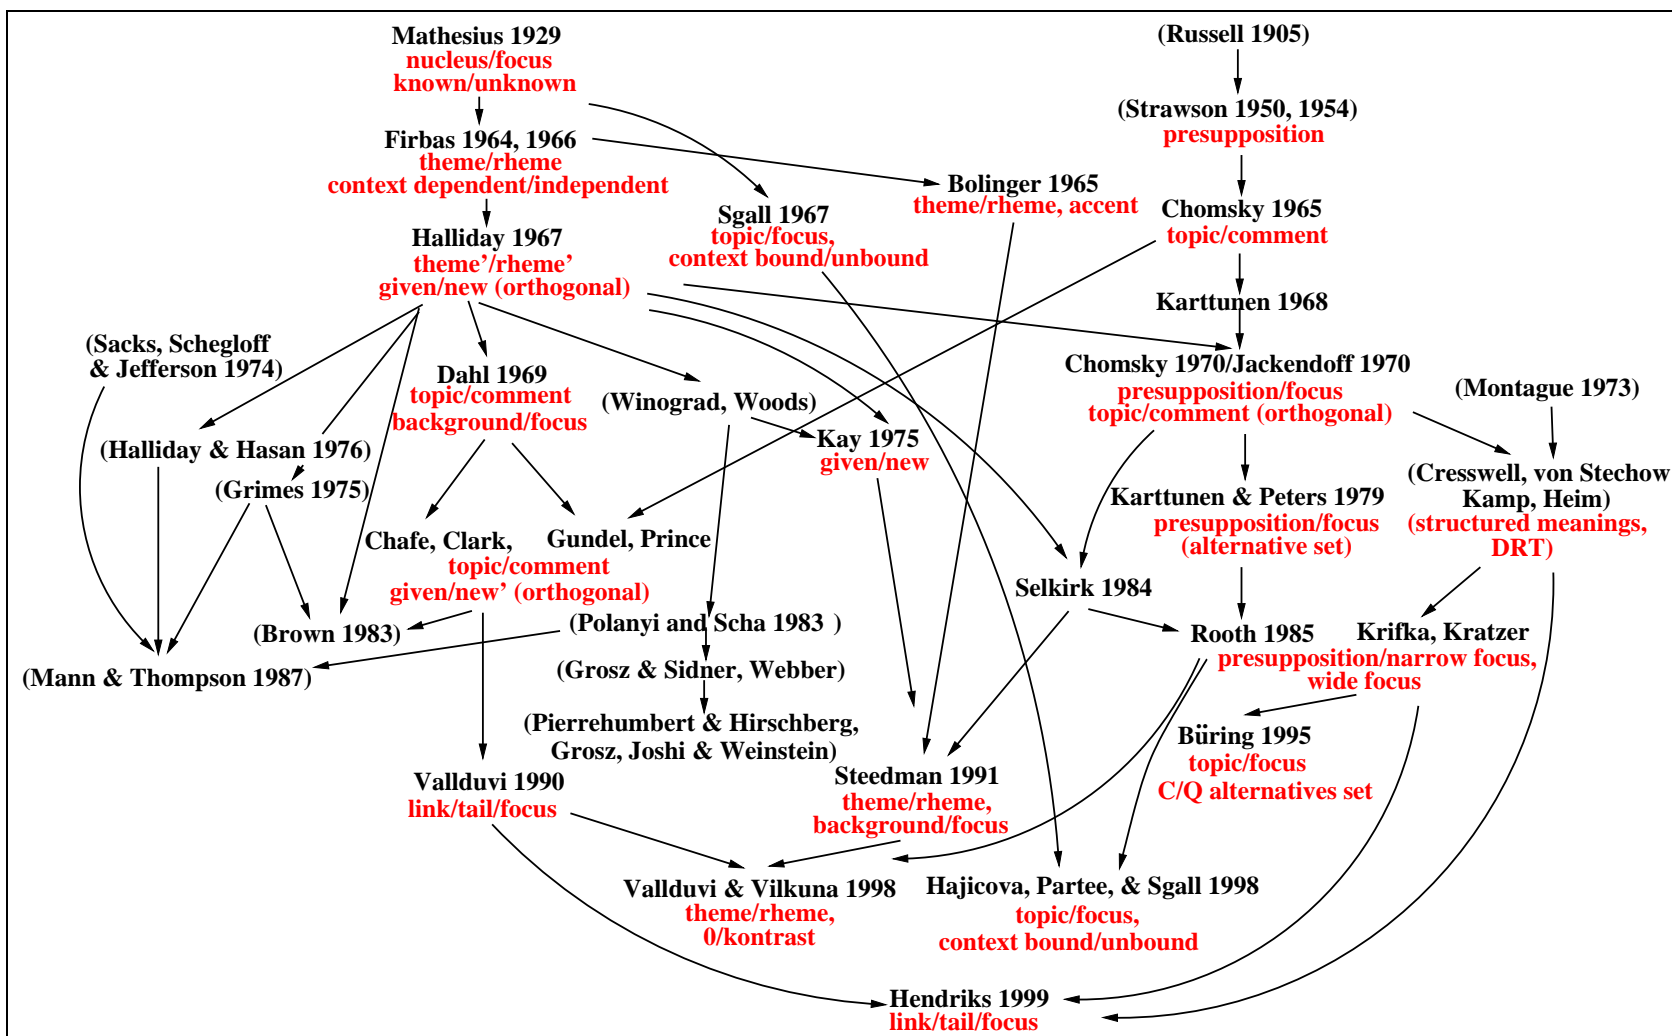 Mathesius 1929
nucleus/focus
known/unknown
(Russell 1905)
(Strawson 1950, 1954)
presupposition
Firbas 1964, 1966
theme/rheme
context dependent/independent
Bolinger 1965
theme/rheme, accent
Sgall 1967
topic/focus,
context bound/unbound
Chomsky 1965
topic/comment
Halliday 1967
theme’/rheme’
given/new (orthogonal)
Karttunen 1968
(Sacks, Schegloff
& Jefferson 1974)
Dahl 1969
topic/comment
background/focus
(Winograd, Woods)
Chomsky 1970/Jackendoff 1970
presupposition/focus
topic/comment (orthogonal)
(Montague 1973)
(Halliday & Hasan 1976)
Kay 1975
given/new
(Grimes 1975)
(Cresswell, von Stechow
Kamp, Heim)
(structured meanings,
DRT)
Karttunen & Peters 1979
presupposition/focus
(alternative set)
Chafe, Clark,
topic/comment
given/new’ (orthogonal)
Gundel, Prince
Selkirk 1984
(Brown 1983)
(Polanyi and Scha 1983 )
Rooth 1985
Krifka, Kratzer
presupposition/narrow focus,
wide focus
(Mann & Thompson 1987)
(Grosz & Sidner, Webber)
(Pierrehumbert & Hirschberg,
Grosz, Joshi & Weinstein)
Büring 1995
topic/focus
C/Q alternatives set
Vallduvi 1990
link/tail/focus
Steedman 1991
theme/rheme,
background/focus
Vallduvi & Vilkuna 1998
theme/rheme,
0/kontrast
Hajicova, Partee, & Sgall 1998
topic/focus,
context bound/unbound
Hendriks 1999
link/tail/focus